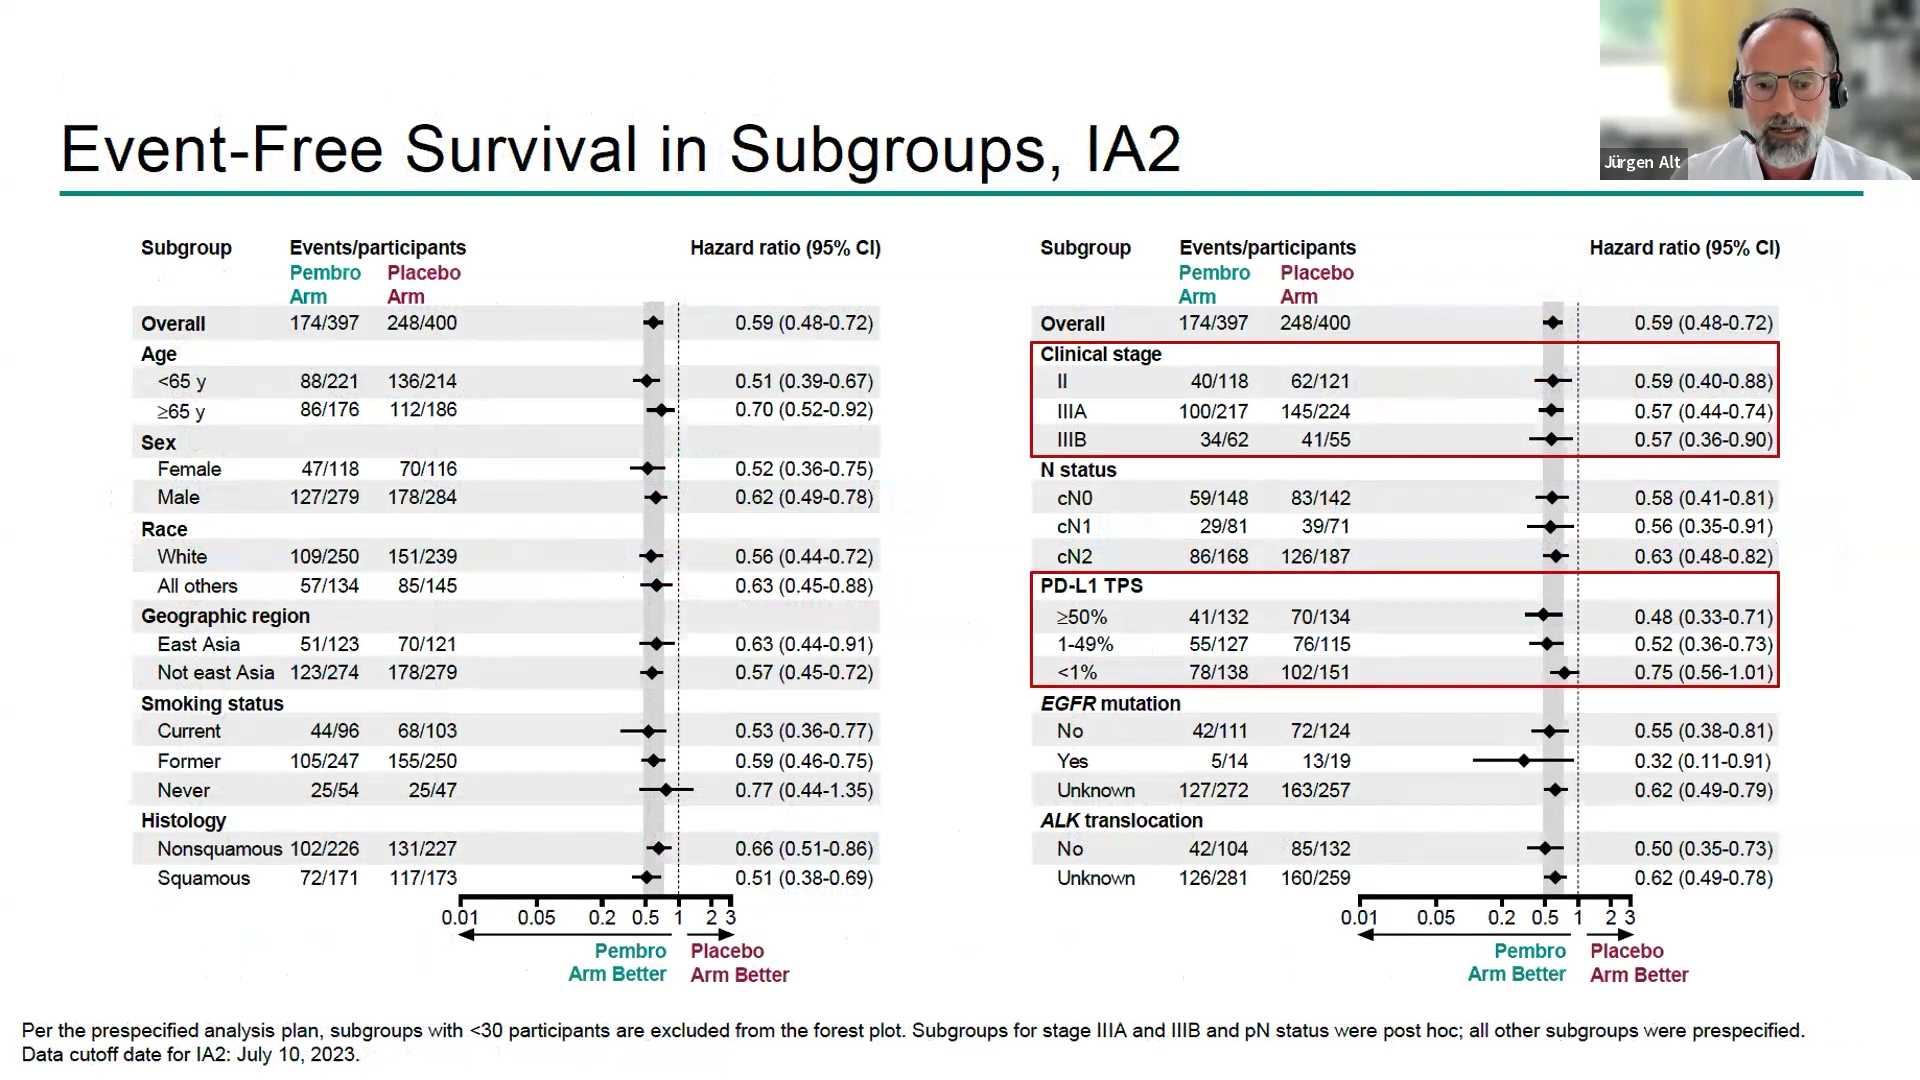 Jürgen Alt
Event-Free Survival in Subgroups, IA2
Subgroup Events/participants Hazard ratio (95% CI)
Pembro Arm Placebo Arm
Overall 174/397 248/400 0.59 (0.48-0.72)
Age
<65 y 88/221 136/214 0.51 (0.39-0.67)
≥65 y 86/176 112/186 0.70 (0.52-0.92)
Sex
Female 47/118 70/116 0.52 (0.36-0.75)
Male 127/279 178/284 0.62 (0.49-0.78)
Race
White 109/250 151/239 0.56 (0.44-0.72)
All others 57/134 85/145 0.63 (0.45-0.88)
Geographic region
East Asia 51/123 70/121 0.63 (0.44-0.91)
Not east Asia 123/274 178/279 0.57 (0.45-0.72)
Smoking status
Current 44/96 68/103 0.53 (0.36-0.77)
Former 105/247 155/250 0.59 (0.46-0.75)
Never 25/54 25/47 0.77 (0.44-1.35)
Histology
Nonsquamous 102/226 131/227 0.66 (0.51-0.86)
Squamous 72/171 117/173 0.51 (0.38-0.69)
0.01 0.05 0.2 0.5 1 2 3
Pembro Placebo
Arm Better Arm Better
Subgroup Events/participants Hazard ratio (95% CI)
Pembro Arm Placebo Arm
Overall 174/397 248/400 0.59 (0.48-0.72)
Clinical stage
II 40/118 62/121 0.59 (0.40-0.88)
IIIA 100/217 145/224 0.57 (0.44-0.74)
IIIB 34/62 41/55 0.57 (0.36-0.90)
N status
cN0 59/148 83/142 0.58 (0.41-0.81)
cN1 29/81 39/71 0.56 (0.35-0.91)
cN2 86/168 126/187 0.63 (0.48-0.82)
PD-L1 TPS
≥50% 41/132 70/134 0.48 (0.33-0.71)
1-49% 55/127 76/115 0.52 (0.36-0.73)
<1% 78/138 102/151 0.75 (0.56-1.01)
EGFR mutation
No 42/111 72/124 0.55 (0.38-0.81)
Yes 5/14 13/19 0.32 (0.11-0.91)
Unknown 127/272 163/257 0.62 (0.49-0.79)
ALK translocation
No 42/104 85/132 0.50 (0.35-0.73)
Unknown 126/281 160/259 0.62 (0.49-0.78)
0.01 0.05 0.2 0.5 1 2 3
Pembro Placebo
Arm Better Arm Better
Per the prespecified analysis plan, subgroups with <30 participants are excluded from the forest plot. Subgroups for stage IIIA and IIIB and pN status were post hoc; all other subgroups were prespecified.
Data cutoff date for IA2: July 10, 2023.